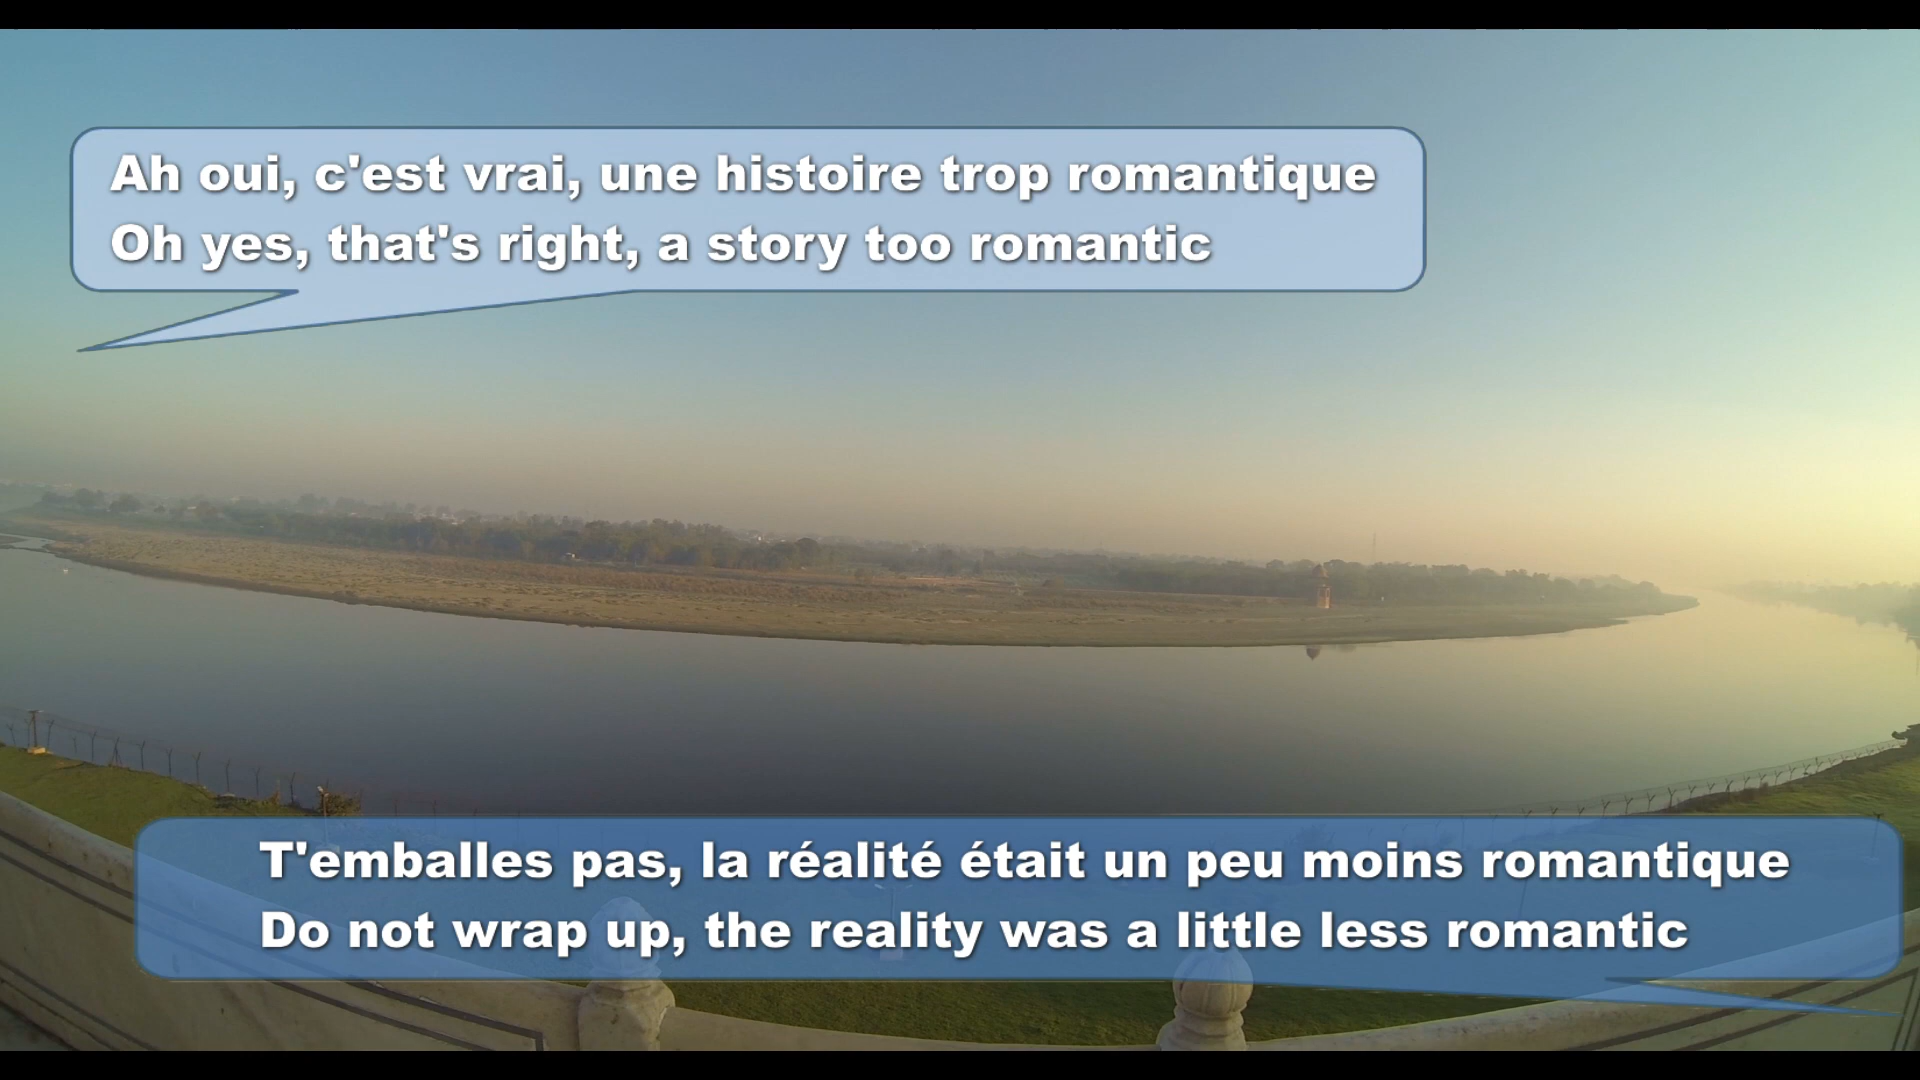 Ah oui, c'est vrai, une histoire trop romantique
Oh yes, that's right, a story too romantic
T'emballes pas, la réalité était un peu moins romantique
Do not wrap up, the reality was a little less romantic